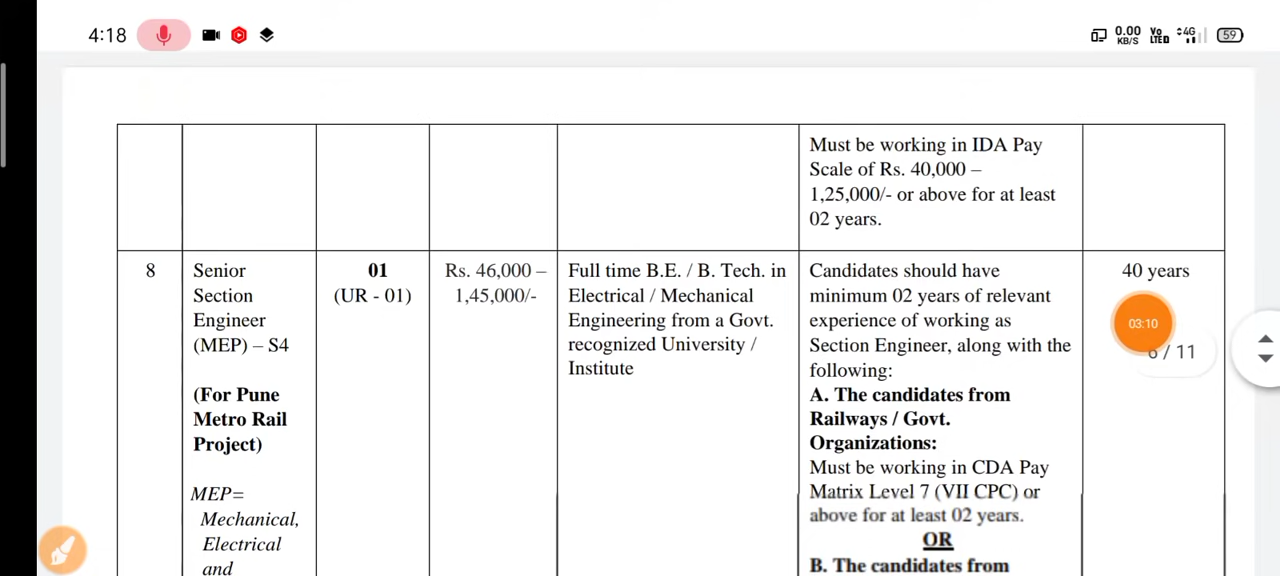 4:18
0.00
KB/S
Vo
LTE
4G
59
Must be working in IDA Pay
Scale of Rs. 40,000 –
1,25,000/- or above for at least
02 years.
8
Senior
Section
Engineer
(MEP) – S4
(For Pune
Metro Rail
Project)
MEP=
Mechanical,
Electrical
and
01
(UR - 01)
Rs. 46,000 –
1,45,000/-
Full time B.E. / B. Tech. in
Electrical / Mechanical
Engineering from a Govt.
recognized University /
Institute
Candidates should have
minimum 02 years of relevant
experience of working as
Section Engineer, along with the
following:
A. The candidates from
Railways / Govt.
Organizations:
Must be working in CDA Pay
Matrix Level 7 (VII CPC) or
above for at least 02 years.
OR
B. The candidates from
40 years
03:10
6 / 11